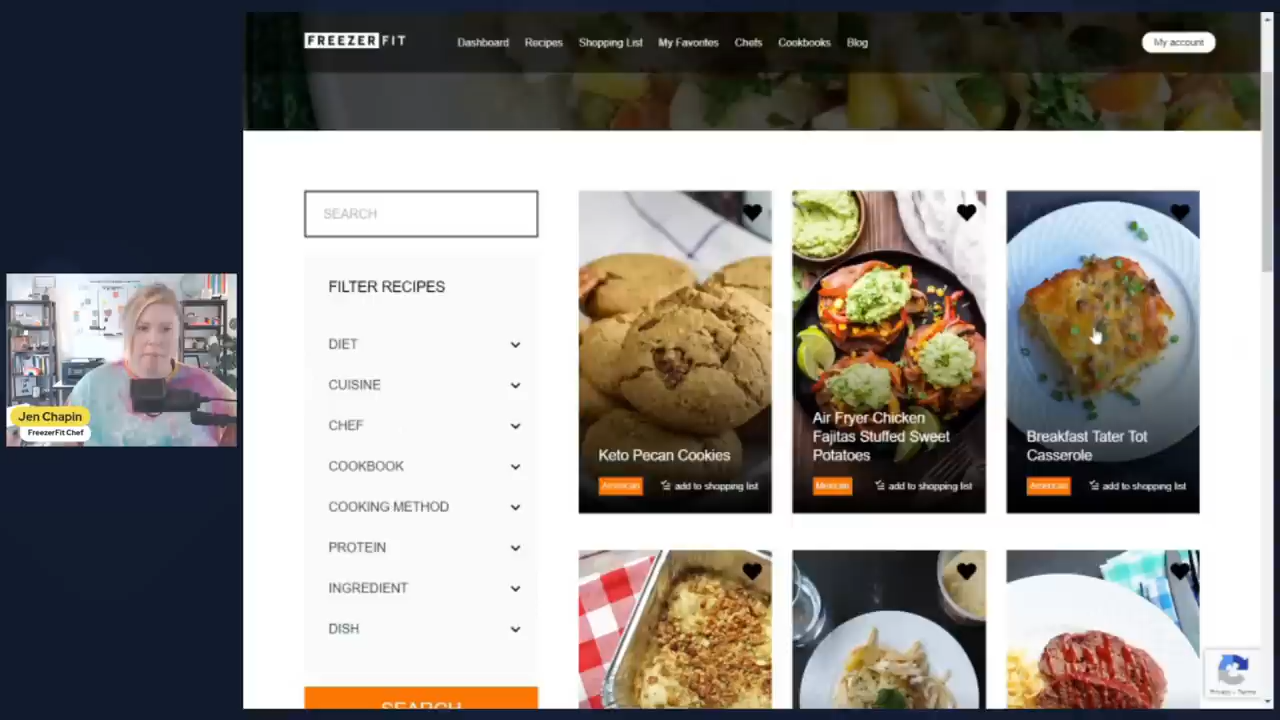 FREEZERFIT
Dashboard Recipes Shopping List My Favorites Chefs Cookbooks Blog
My account
SEARCH
FILTER RECIPES
DIET
CUISINE
CHEF
COOKBOOK
COOKING METHOD
PROTEIN
INGREDIENT
DISH
SEARCH
Keto Pecan Cookies
American
add to shopping list
Air Fryer Chicken
Fajitas Stuffed Sweet
Potatoes
Mexican
add to shopping list
Breakfast Tater Tot
Casserole
American
add to shopping list
Jen Chapin
FreezerFit Chef
Privacy - Terms